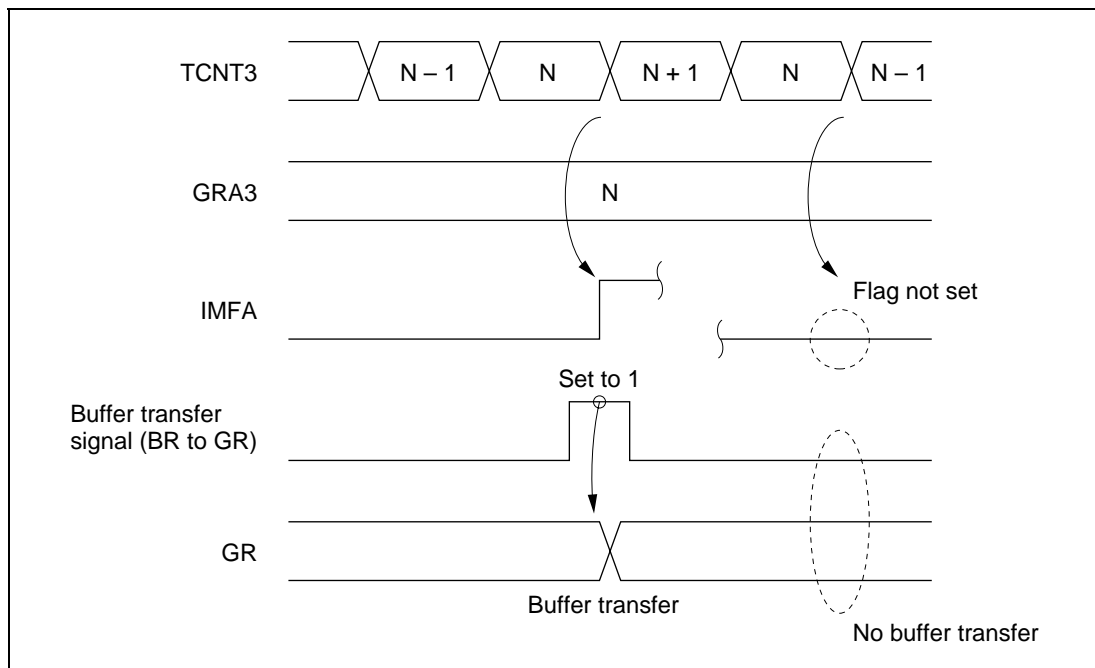 TCNT3
N – 1
N
N + 1
N
N – 1
GRA3
N
IMFA
Flag not set
Set to 1
Buffer transfer
signal (BR to GR)
GR
Buffer transfer
No buffer transfer